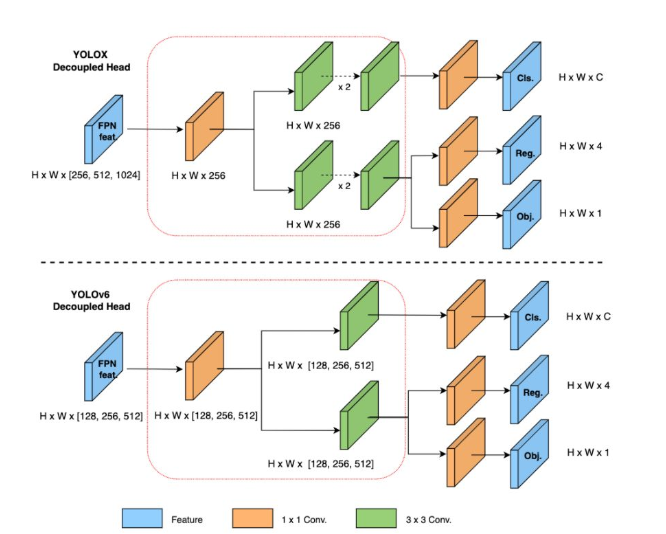 YOLOX
Decoupled Head
FPN
feat.
H x W x [256, 512, 1024]
H x W x 256
x 2
H x W x 256
x 2
H x W x 256
Cls.
H x W x C
Reg.
H x W x 4
Obj.
H x W x 1
YOLOv6
Decoupled Head
FPN
feat.
H x W x [128, 256, 512]
H x W x [128, 256, 512]
H x W x [128, 256, 512]
H x W x [128, 256, 512]
Cls.
H x W x C
Reg.
H x W x 4
Obj.
H x W x 1
Feature
1 x 1 Conv.
3 x 3 Conv.